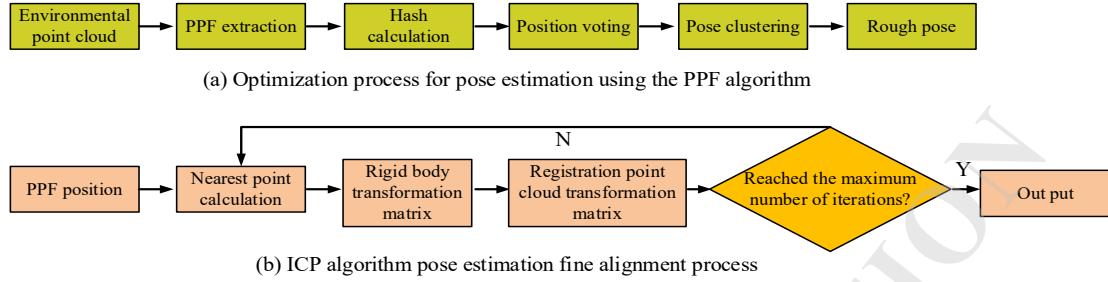 Environmental
point cloud
PPF extraction
Hash
calculation
Position voting
Pose clustering
Rough pose
(a) Optimization process for pose estimation using the PPF algorithm
N
PPF position
Nearest point
calculation
Rigid body
transformation
matrix
Registration point
cloud transformation
matrix
Reached the maximum
number of iterations?
Y
Out put
(b) ICP algorithm pose estimation fine alignment process